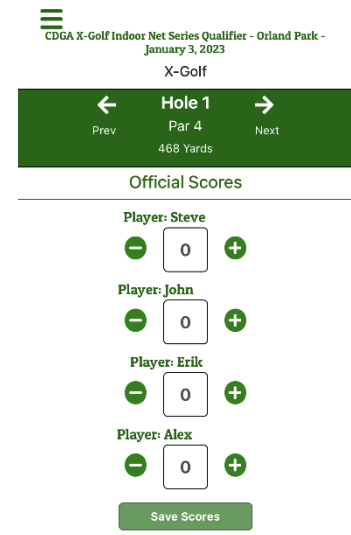 CDGA X-Golf Indoor Net Series Qualifier - Orland Park -
January 3, 2023
X-Golf
Hole 1
Prev
Par 4
Next
468 Yards
Official Scores
Player: Steve
0
Player: John
0
Player: Erik
0
Player: Alex
0
Save Scores